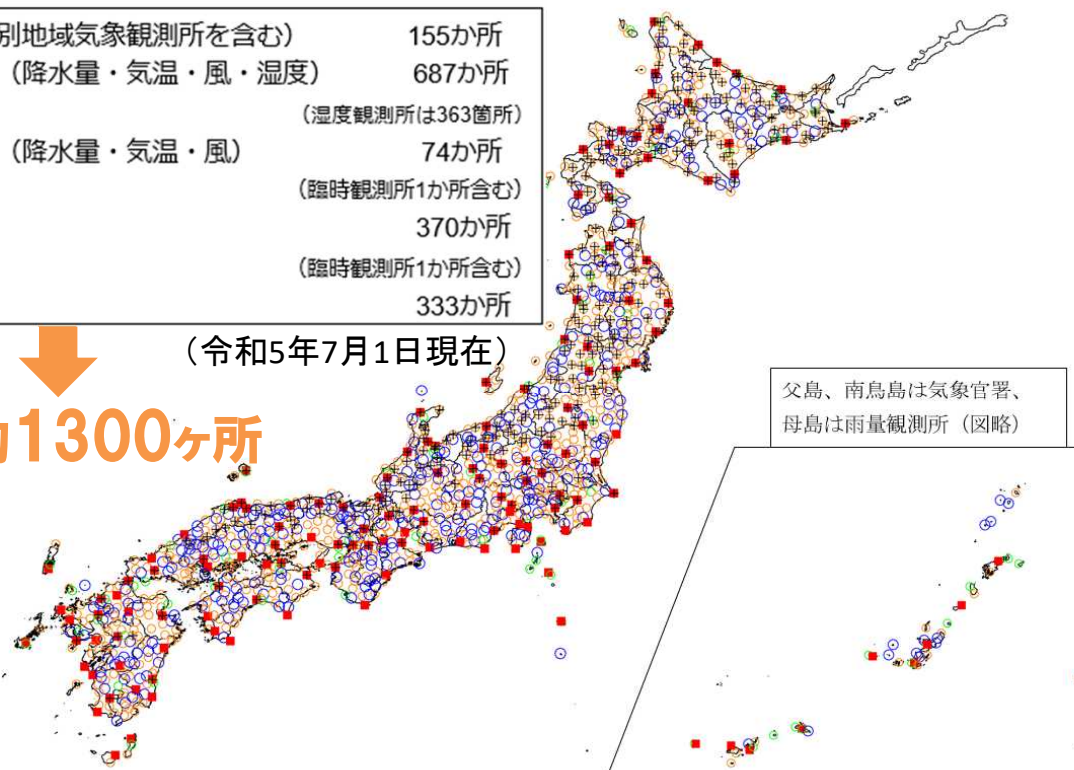 別地域気象観測所を含む) 155か所
(降水量・気温・風・湿度) 687か所
(湿度観測所は363箇所)
(降水量・気温・風) 74か所
(臨時観測所1か所含む)
370か所
(臨時観測所1か所含む)
333か所
(令和5年7月1日現在)
1300ヶ所
父島、南鳥島は気象官署、
母島は雨量観測所(図略)